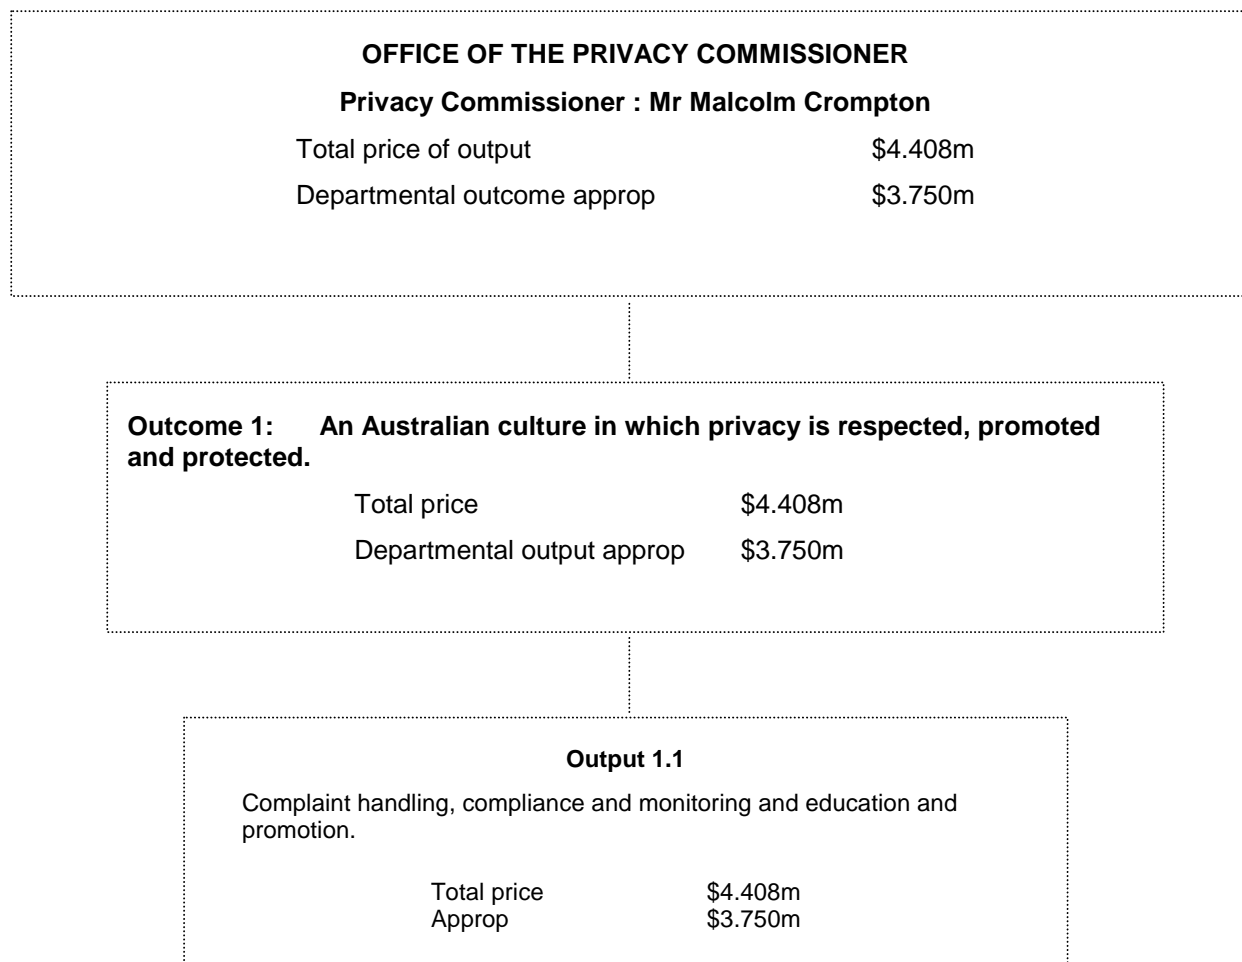 OFFICE OF THE PRIVACY COMMISSIONER
Privacy Commissioner : Mr Malcolm Crompton
Total price of output $4.408m
Departmental outcome approp $3.750m
Outcome 1: An Australian culture in which privacy is respected, promoted
and protected.
Total price $4.408m
Departmental output approp $3.750m
Output 1.1
Complaint handling, compliance and monitoring and education and
promotion.
Total price $4.408m
Approp $3.750m